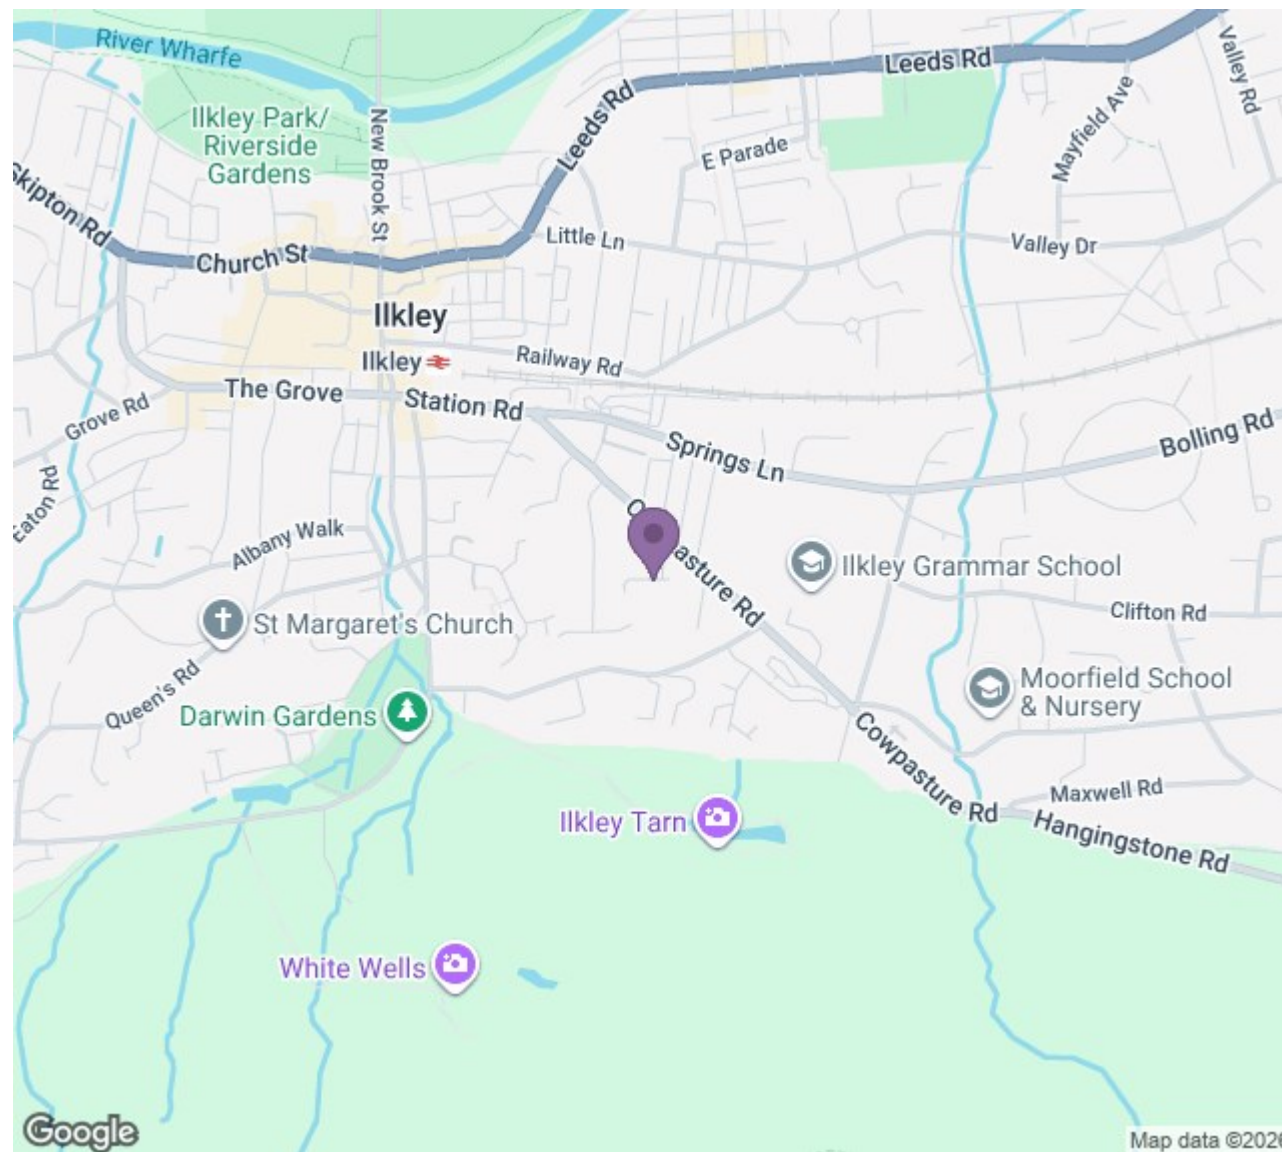 River Wharfe
Ilkley Park/
Riverside
Gardens
New Brook St
Leeds Rd
Leeds Rd
Valley Rd
Mayfield Ave
E Parade
Skipton Rd
Church St
Little Ln
Valley Dr
Ilkley
Ilkley
Railway Rd
The Grove
Station Rd
Grove Rd
Springs Ln
Bolling Rd
Eaton Rd
Albany Walk
asture Rd
Ilkley Grammar School
Clifton Rd
St Margaret's Church
Queen's Rd
Darwin Gardens
Moorfield School
& Nursery
Cowpasture Rd
Maxwell Rd
Hangingstone Rd
Ilkley Tarn
White Wells
Google
Map data ©2026